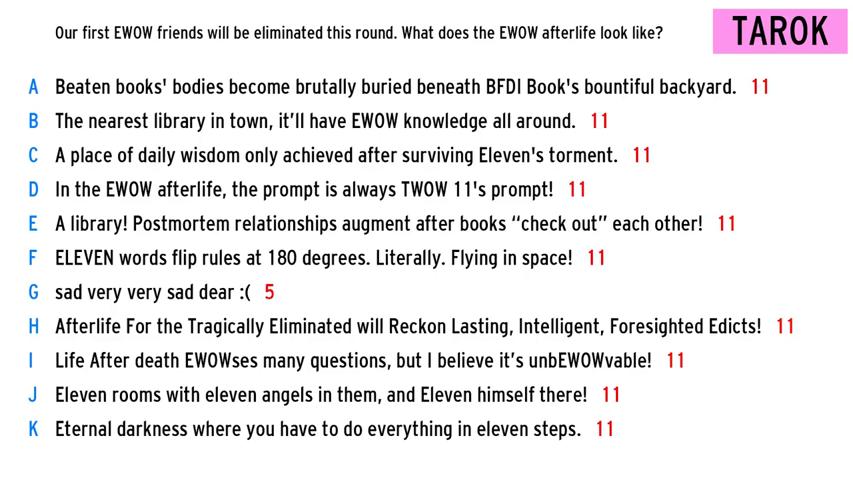 Our first EWOW friends will be eliminated this round. What does the EWOW afterlife look like?
TAROK
A Beaten books' bodies become brutally buried beneath BFDI Book's bountiful backyard. 11
B The nearest library in town, it'll have EWOW knowledge all around. 11
C A place of daily wisdom only achieved after surviving Eleven's torment. 11
D In the EWOW afterlife, the prompt is always TWOW 11's prompt! 11
E A library! Postmortem relationships augment after books “check out” each other! 11
F ELEVEN words flip rules at 180 degrees. Literally. Flying in space! 11
G sad very very sad dear :( 5
H Afterlife For the Tragically Eliminated will Reckon Lasting, Intelligent, Foresighted Edicts! 11
I Life After death EWOWses many questions, but I believe it's unbEWOWvable! 11
J Eleven rooms with eleven angels in them, and Eleven himself there! 11
K Eternal darkness where you have to do everything in eleven steps. 11